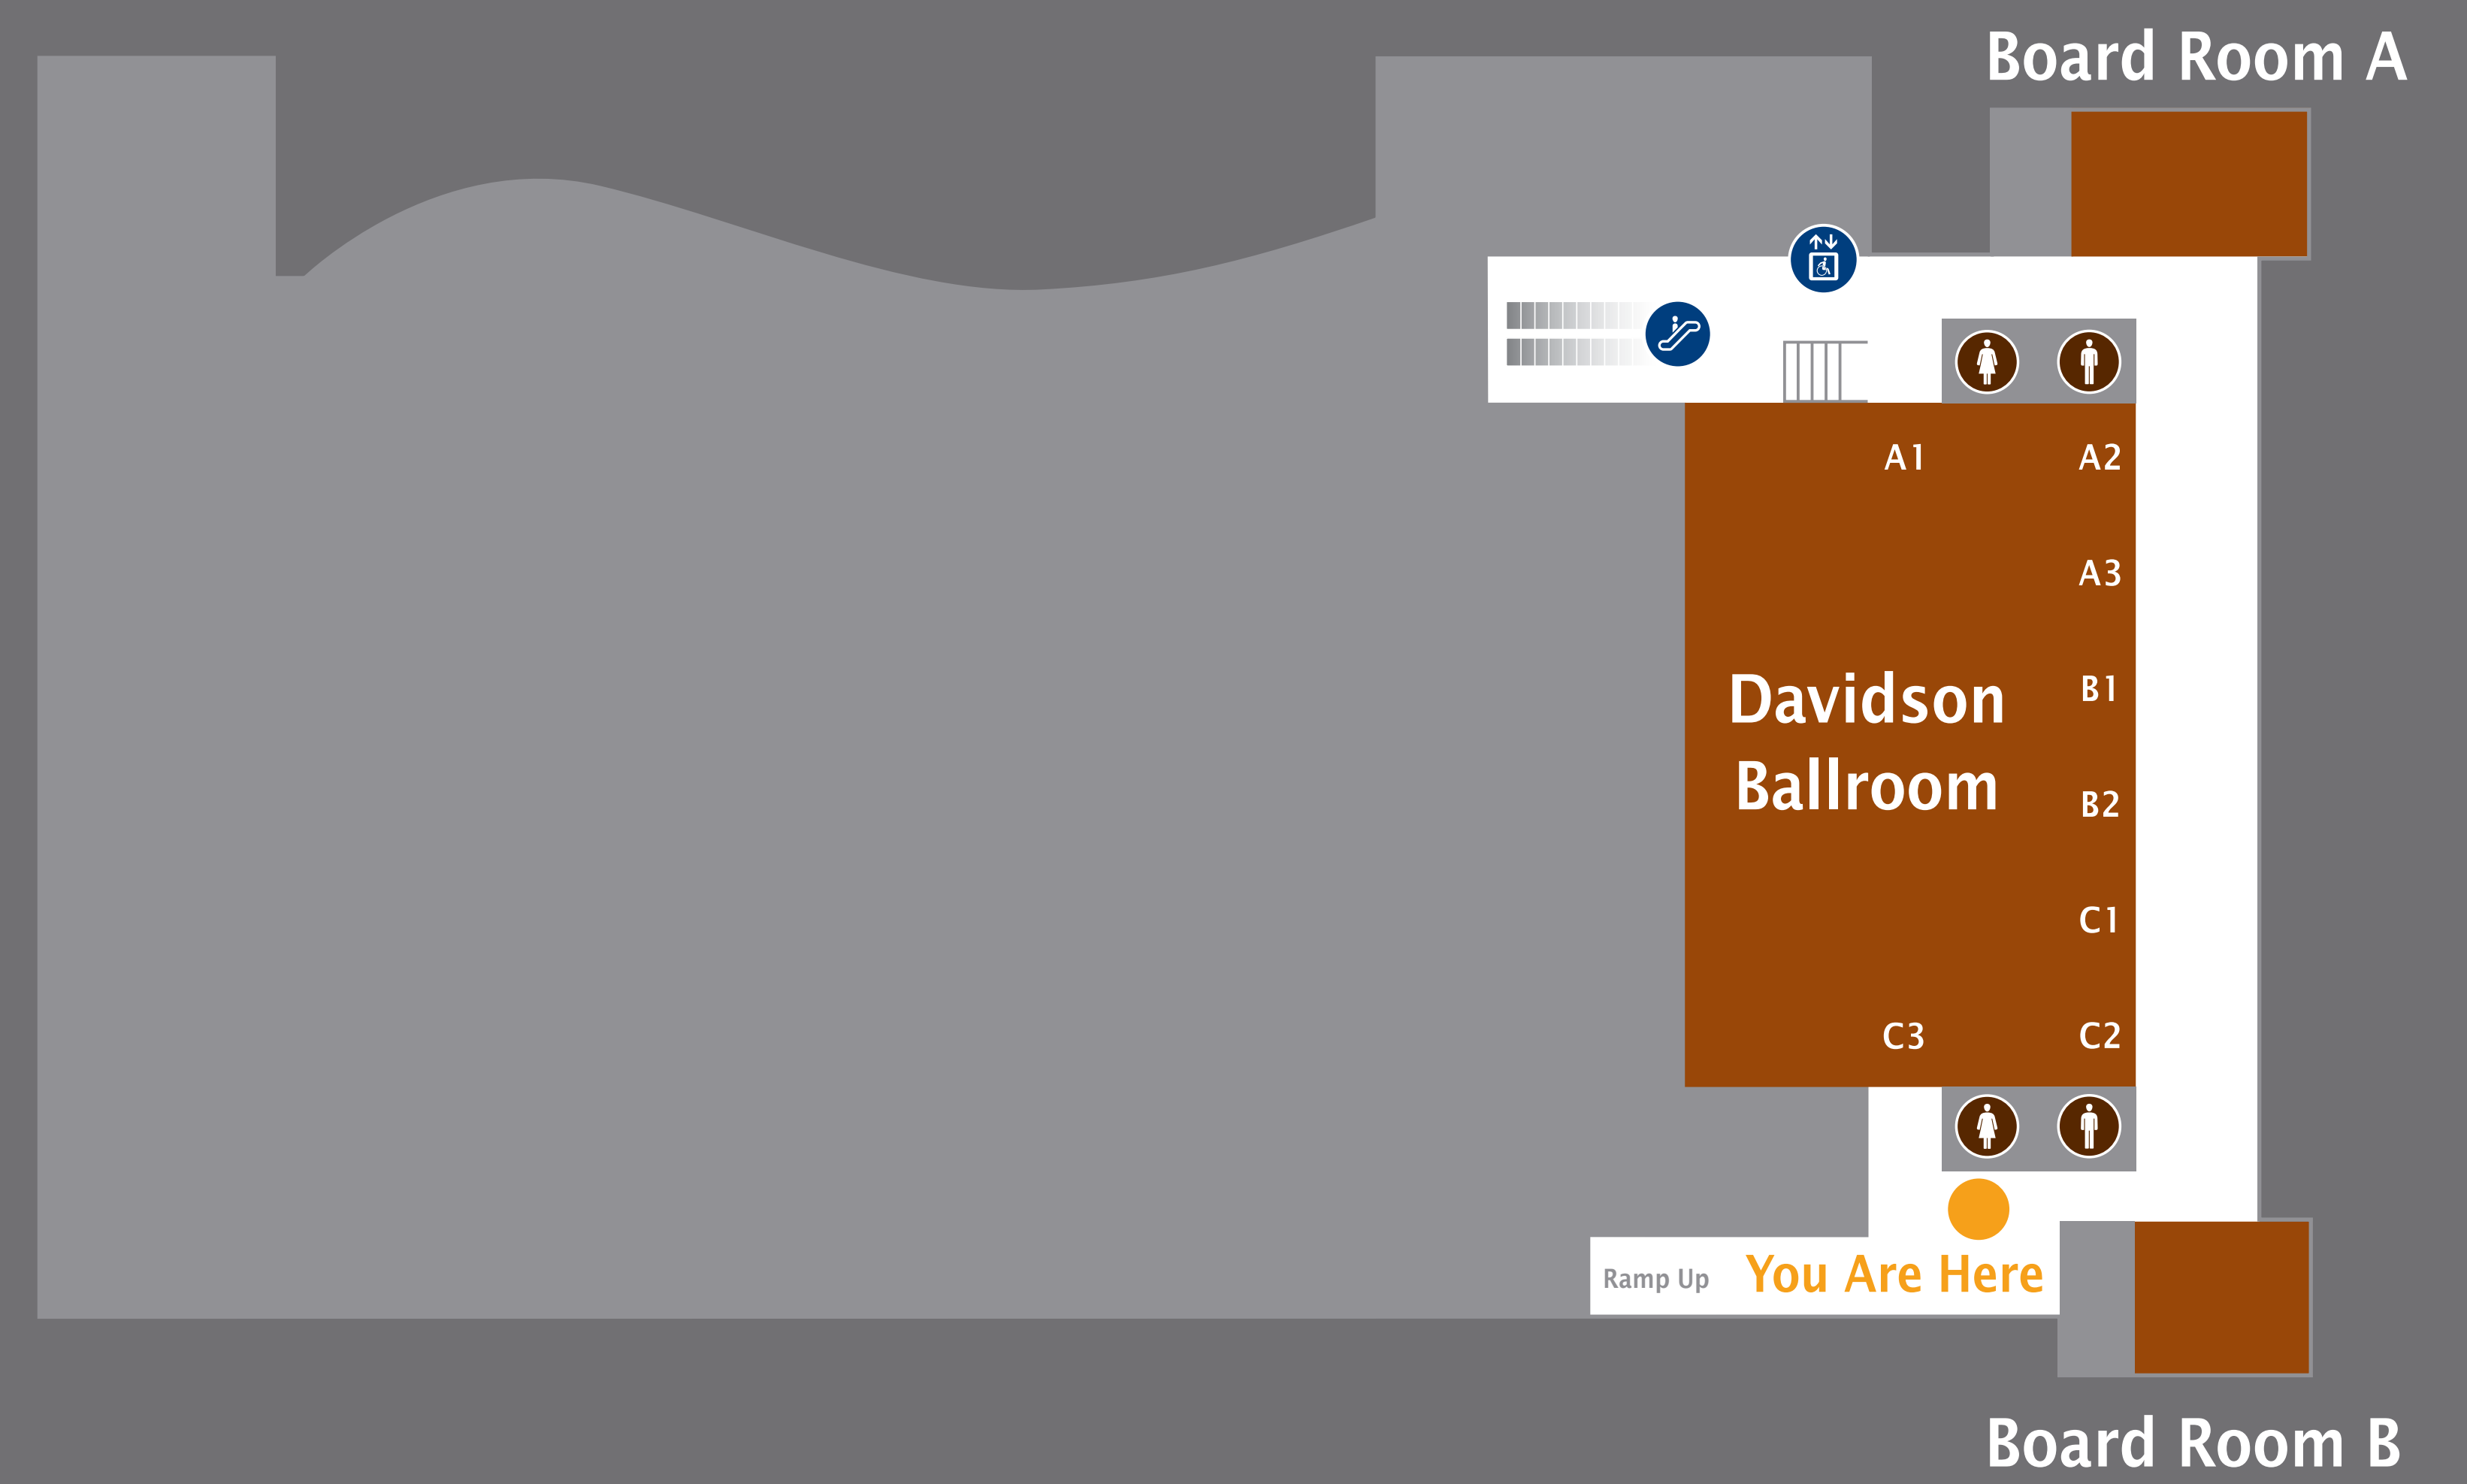 Board Room A
A1
A2
A3
Davidson
Ballroom
B1
B2
C1
C3
C2
Ramp Up
You Are Here
Board Room B